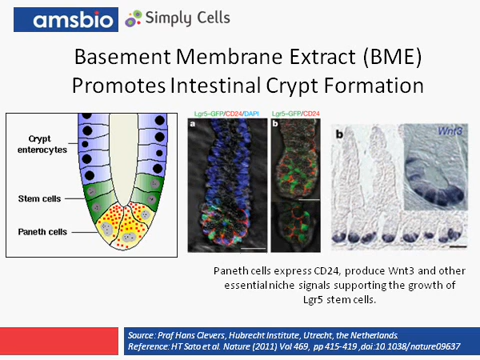 amsbio
Simply Cells
Basement Membrane Extract (BME)
Promotes Intestinal Crypt Formation
Crypt
enterocytes
Stem cells
Paneth cells
Lgr5-GFP/CD24/DAPI
a
Lgr5-GFP/CD24
b
b
Wnt3
Paneth cells express CD24, produce Wnt3 and other
essential niche signals supporting the growth of
Lgr5 stem cells.
Source: Prof Hans Clevers, Hubrecht Institute, Utrecht, the Netherlands
Reference: HT Sato et al. Nature (2011) Vol 469, pp 415-419 ,doi:10.1038/nature09637